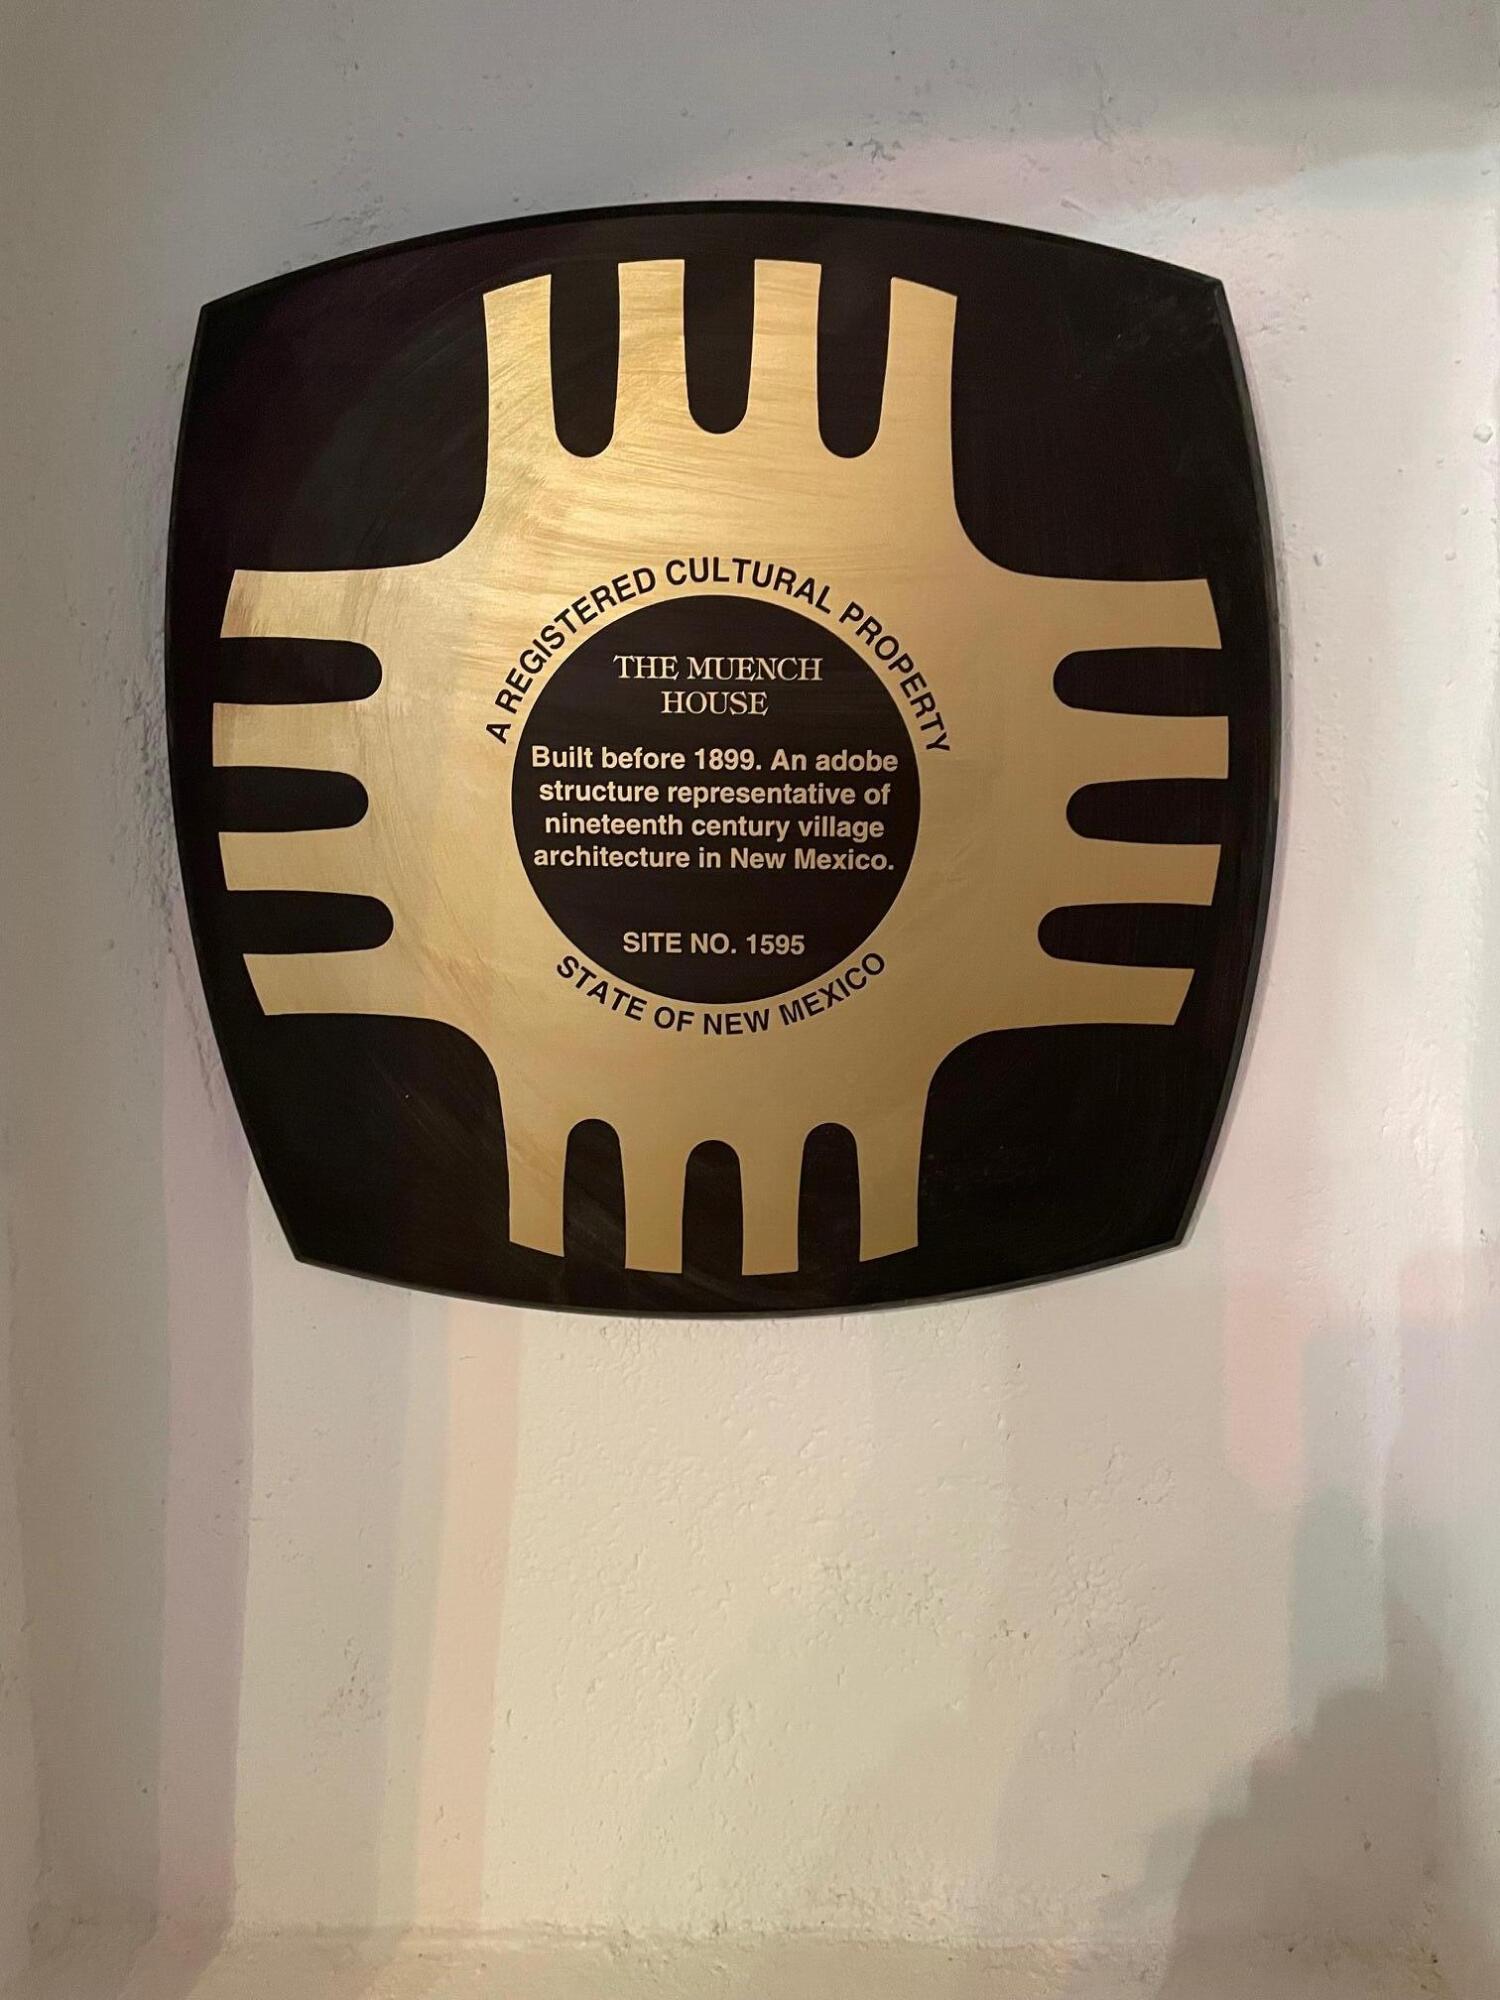 A REGISTERED CULTURAL PROPERTY
THE MUENCH
HOUSE
Built before 1899. An adobe
structure representative of
nineteenth century village
architecture in New Mexico.
SITE NO. 1595
STATE OF NEW MEXICO